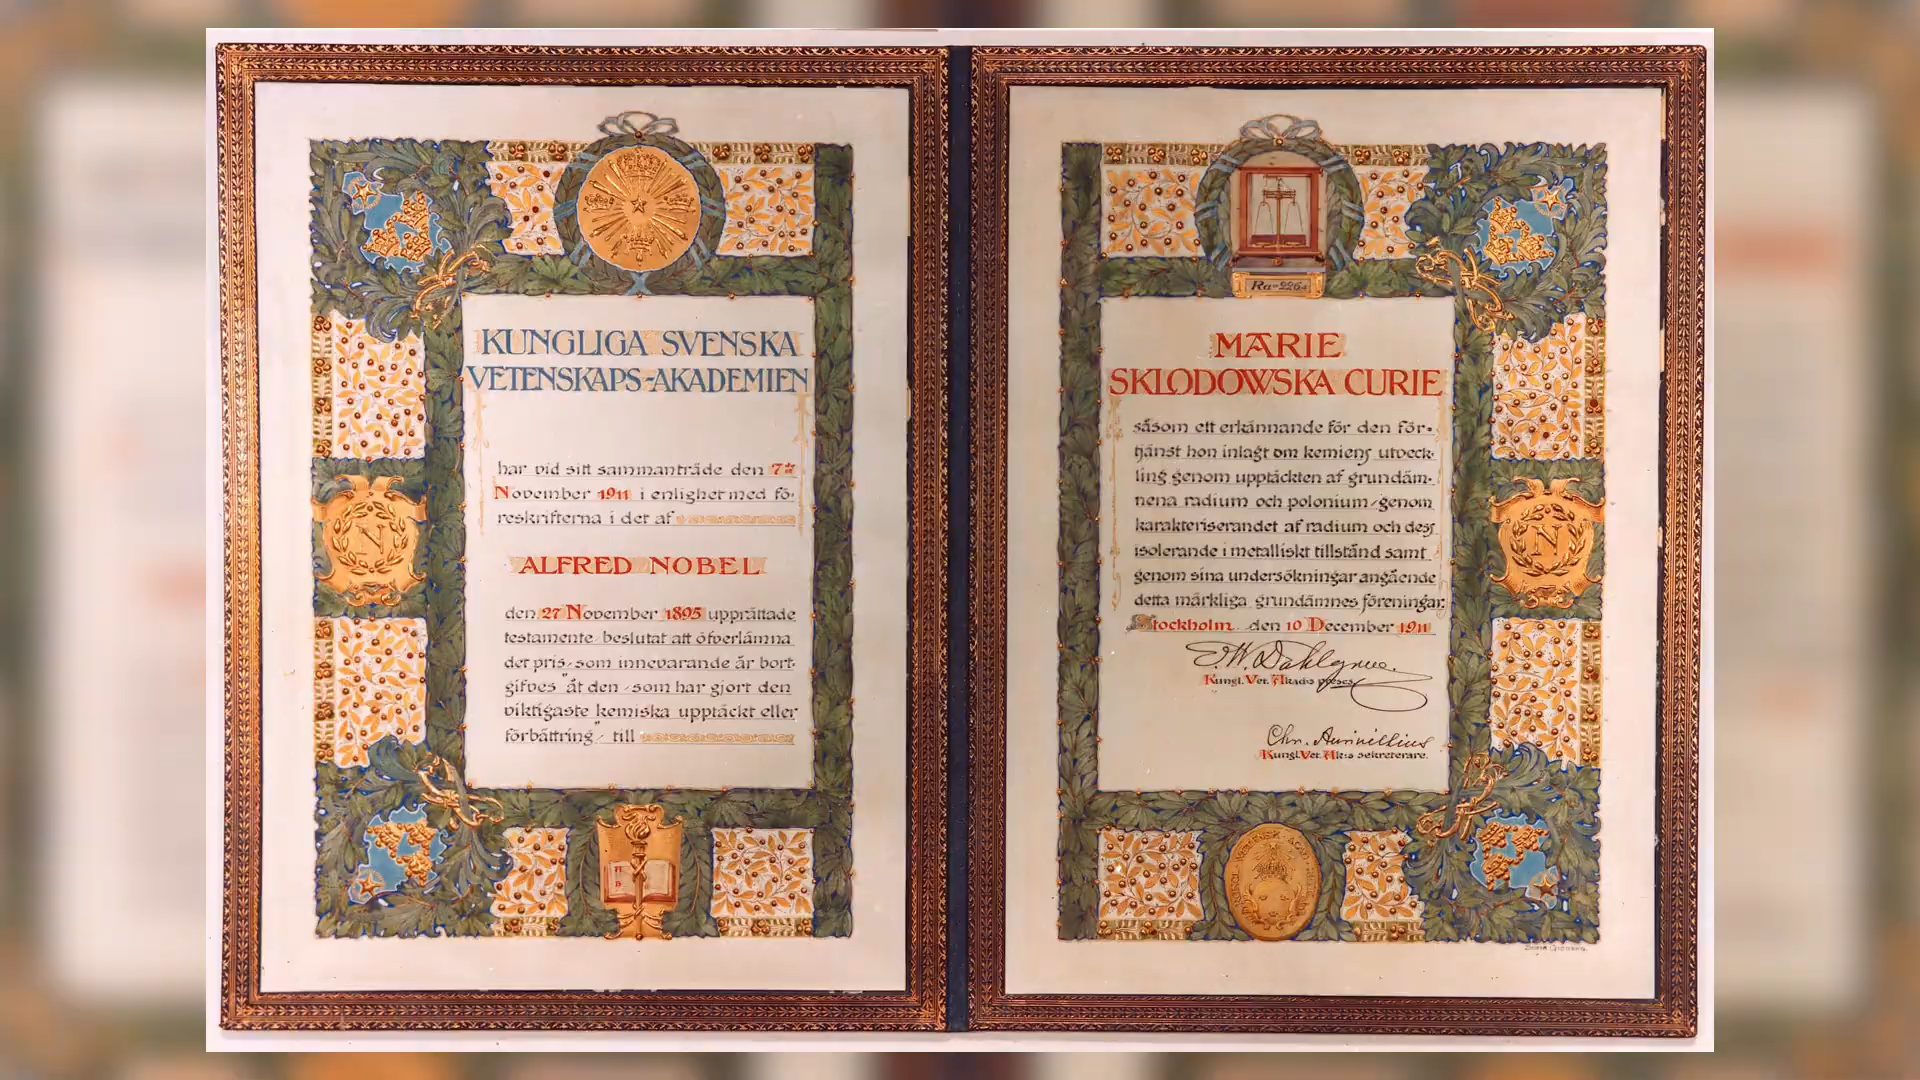 KUNGLIGA SVENSKA
VETENSKAPS-AKADEMIEN
har vid sitt sammanträde den 7de
November 1911 i enlighet med fö-
reskrifterna i det af
ALFRED NOBEL
den 27 November 1895 upprättade
testamente beslutat att öfverlämna
det pris, som innevarande år bort-
gifves "åt den, som har gjort den
viktigaste kemiska upptäckt eller
förbättring", till
N
Ra=226,4
MARIE
SKLODOWSKA CURIE
såsom ett erkännande för den för-
tjänst hon inlagt om kemiens utveck-
ling genom upptäckten af grundäm-
nena radium och polonium, genom
karakteriserandet af radium och dess
isolerande i metalliskt tillstånd samt
genom sina undersökningar angående
detta märkliga grundämnes föreningar.
Stockholm den 10 December 1911
E.W. Dahlgren.
Kungl. Vet. Akad:s preses
Chr. Aurivillius
Kungl. Vet. Ak:s sekreterare.
N